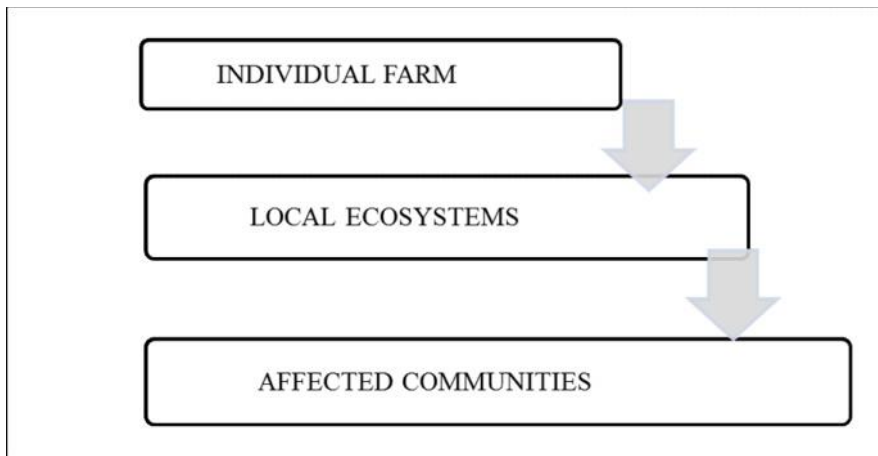 INDIVIDUAL FARM
LOCAL ECOSYSTEMS
AFFECTED COMMUNITIES